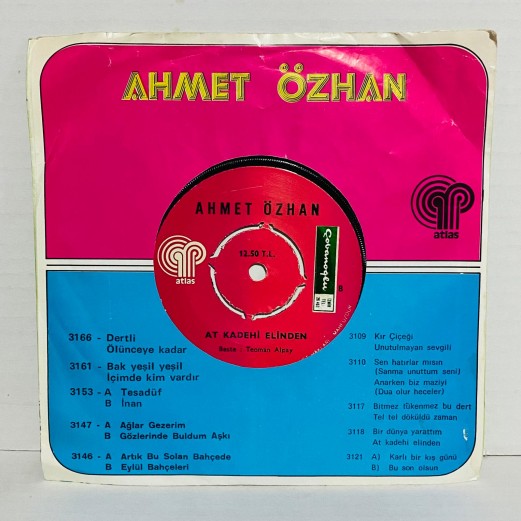 AHMET ÖZHAN
atlas
AHMET ÖZHAN
12.50 T.L.
Çobanoğlu
B
atlas
AT KADEHİ ELİNDEN
Beste : Teoman Alpay
3166 - Dertli
Ölünceye kadar
3161 - Bak yeşil yeşil
İçimde kim vardır
3153 - A Tesadüf
B İnan
3147 - A Ağlar Gezerim
B Gözlerinde Buldum Aşkı
3146 - A Artık Bu Solan Bahçede
B Eylül Bahçeleri
3109 Kır Çiçeği
Unutulmayan sevgili
3110 Sen hatırlar mısın
(Sanma unuttum seni)
Anarken biz maziyi
(Dua olur heceler)
3117 Bitmez tükenmez bu dert
Tel tel döküldü zaman
3118 Bir dünya yarattım
At kadehi elinden
3121 A) Karlı bir kış günü
B) Bu son olsun